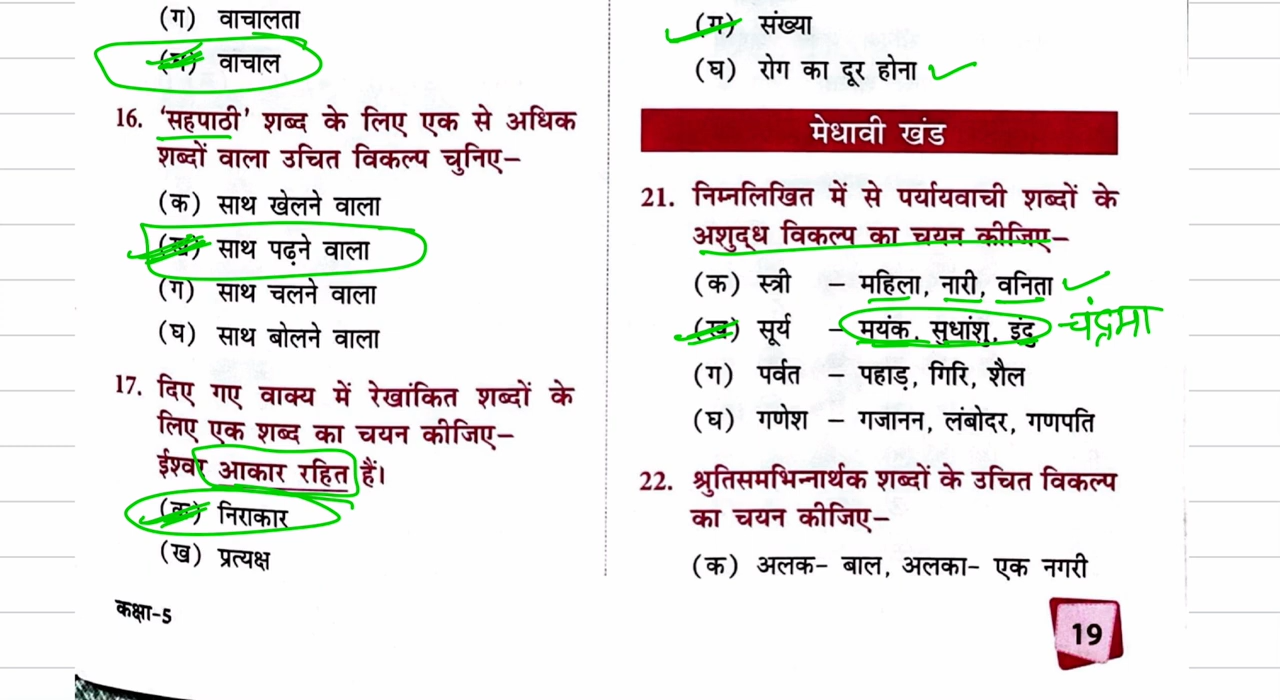 (ग) वाचालता
(घ) वाचाल
16. 'सहपाठी' शब्द के लिए एक से अधिक
शब्दों वाला उचित विकल्प चुनिए–
(क) साथ खेलने वाला
(ख) साथ पढ़ने वाला
(ग) साथ चलने वाला
(घ) साथ बोलने वाला
17. दिए गए वाक्य में रेखांकित शब्दों के
लिए एक शब्द का चयन कीजिए–
ईश्वर आकार रहित हैं।
(क) निराकार
(ख) प्रत्यक्ष
कक्षा-5
(ग) संख्या
(घ) रोग का दूर होना
मेधावी खंड
21. निम्नलिखित में से पर्यायवाची शब्दों के
अशुद्ध विकल्प का चयन कीजिए–
(क) स्त्री – महिला, नारी, वनिता
(ख) सूर्य – मयंक, सुधांशु, इंदु -चंद्रमा
(ग) पर्वत – पहाड़, गिरि, शैल
(घ) गणेश – गजानन, लंबोदर, गणपति
22. श्रुतिसमभिन्नार्थक शब्दों के उचित विकल्प
का चयन कीजिए–
(क) अलक– बाल, अलका– एक नगरी
19